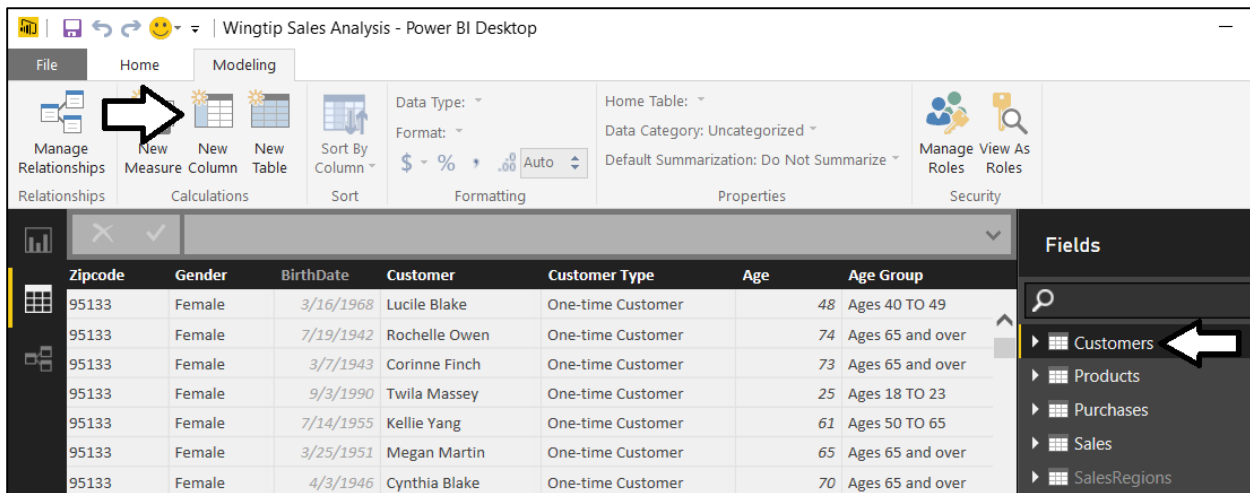 Wingtip Sales Analysis - Power BI Desktop
File Home Modeling
Manage Relationships
New Measure
New Column
New Table
Sort By Column
Data Type:
Format:
$ % , .00 Auto
Home Table:
Data Category: Uncategorized
Default Summarization: Do Not Summarize
Manage Roles
View As Roles
Relationships Calculations Sort Formatting Properties Security
Fields
Zipcode Gender BirthDate Customer Customer Type Age Age Group
95133 Female 3/16/1968 Lucile Blake One-time Customer 48 Ages 40 TO 49
95133 Female 7/19/1942 Rochelle Owen One-time Customer 74 Ages 65 and over
95133 Female 3/7/1943 Corinne Finch One-time Customer 73 Ages 65 and over
95133 Female 9/3/1990 Twila Massey One-time Customer 25 Ages 18 TO 23
95133 Female 7/14/1955 Kellie Yang One-time Customer 61 Ages 50 TO 65
95133 Female 3/25/1951 Megan Martin One-time Customer 65 Ages 65 and over
95133 Female 4/3/1946 Cynthia Blake One-time Customer 70 Ages 65 and over
Customers
Products
Purchases
Sales
SalesRegions